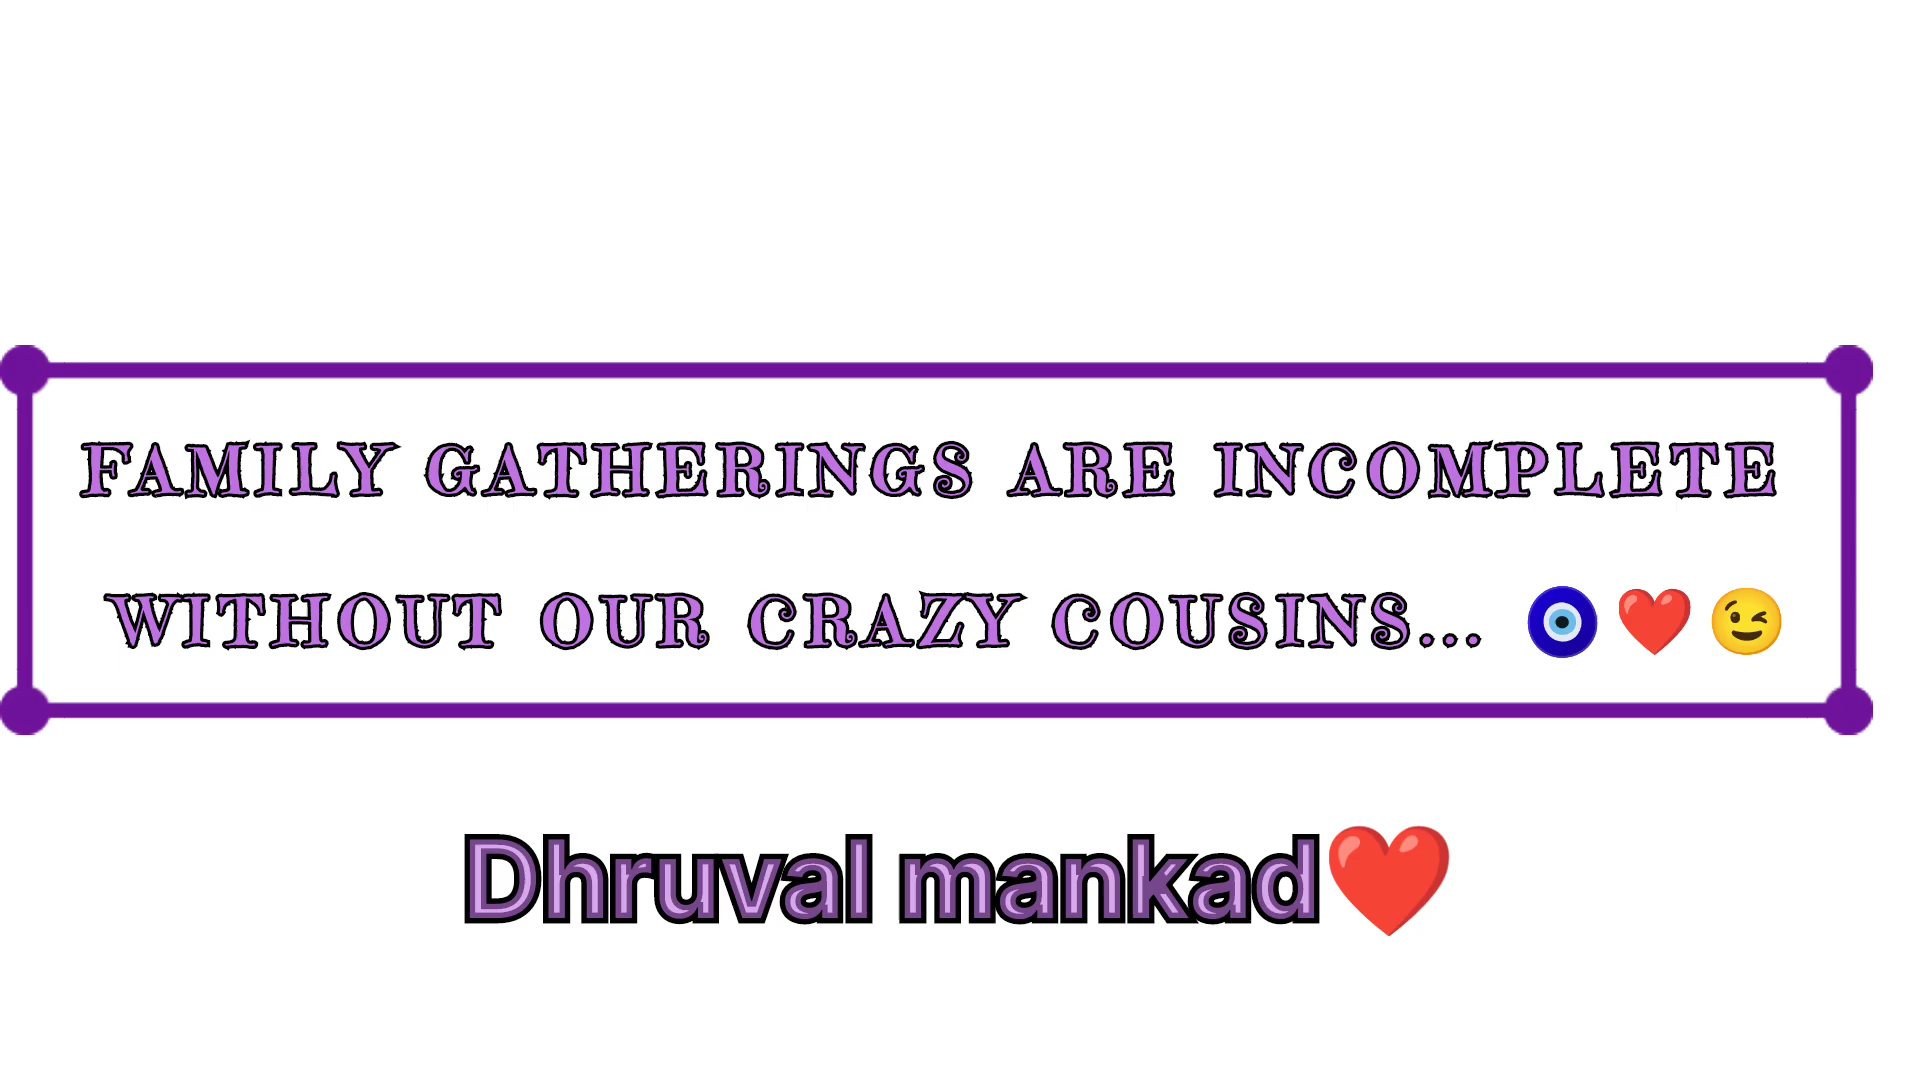 FAMILY GATHERINGS ARE INCOMPLETE
WITHOUT OUR CRAZY COUSINS... 🧿❤️😉
Dhruval mankad❤️